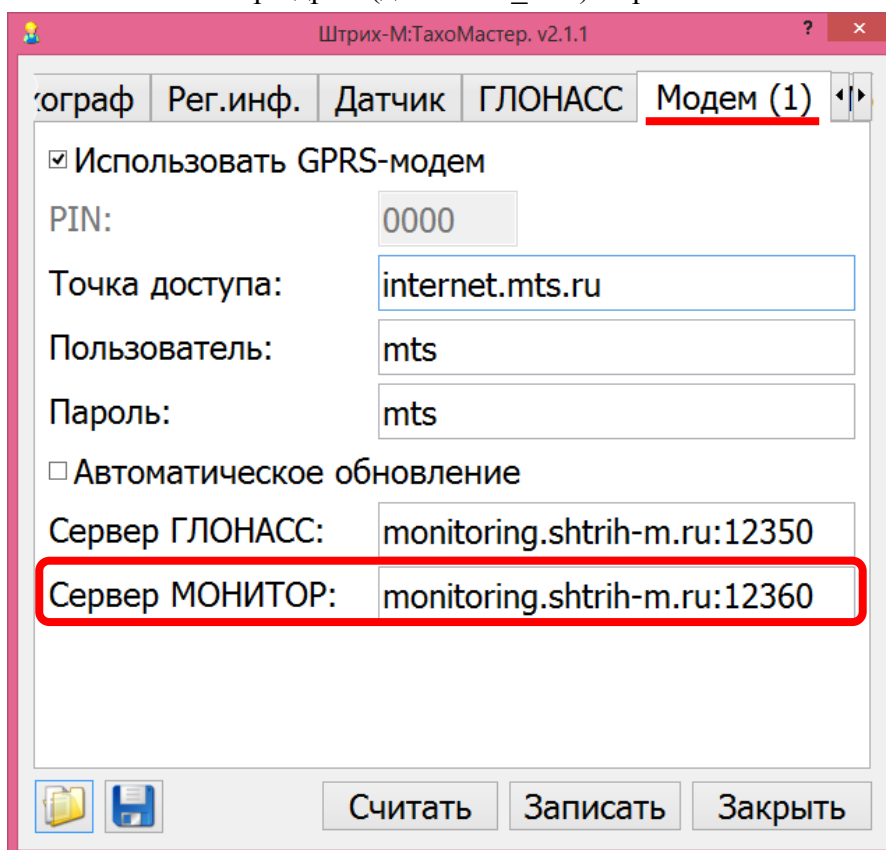 Штрих-М:ТахоМастер. v2.1.1 ? ×
ограф Рег.инф. Датчик ГЛОНАСС Модем (1)
Использовать GPRS-модем
PIN: 0000
Точка доступа: internet.mts.ru
Пользователь: mts
Пароль: mts
Автоматическое обновление
Сервер ГЛОНАСС: monitoring.shtrih-m.ru:12350
Сервер МОНИТОР: monitoring.shtrih-m.ru:12360
Считать Записать Закрыть